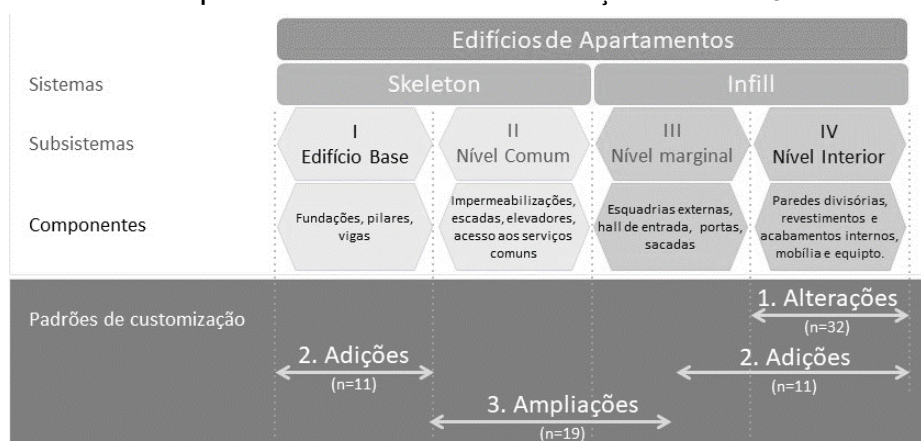 Edifícios de Apartamentos
Sistemas
Skeleton
Infill
Subsistemas
I
Edifício Base
II
Nível Comum
III
Nível marginal
IV
Nível Interior
Componentes
Fundações, pilares,
vigas
Impermeabilizações,
escadas, elevadores,
acesso aos serviços
comuns
Esquadrias externas,
hall de entrada, portas,
sacadas
Paredes divisórias,
revestimentos e
acabamentos internos,
mobília e equipto.
Padrões de customização
1. Alterações
(n=32)
2. Adições
(n=11)
2. Adições
(n=11)
3. Ampliações
(n=19)